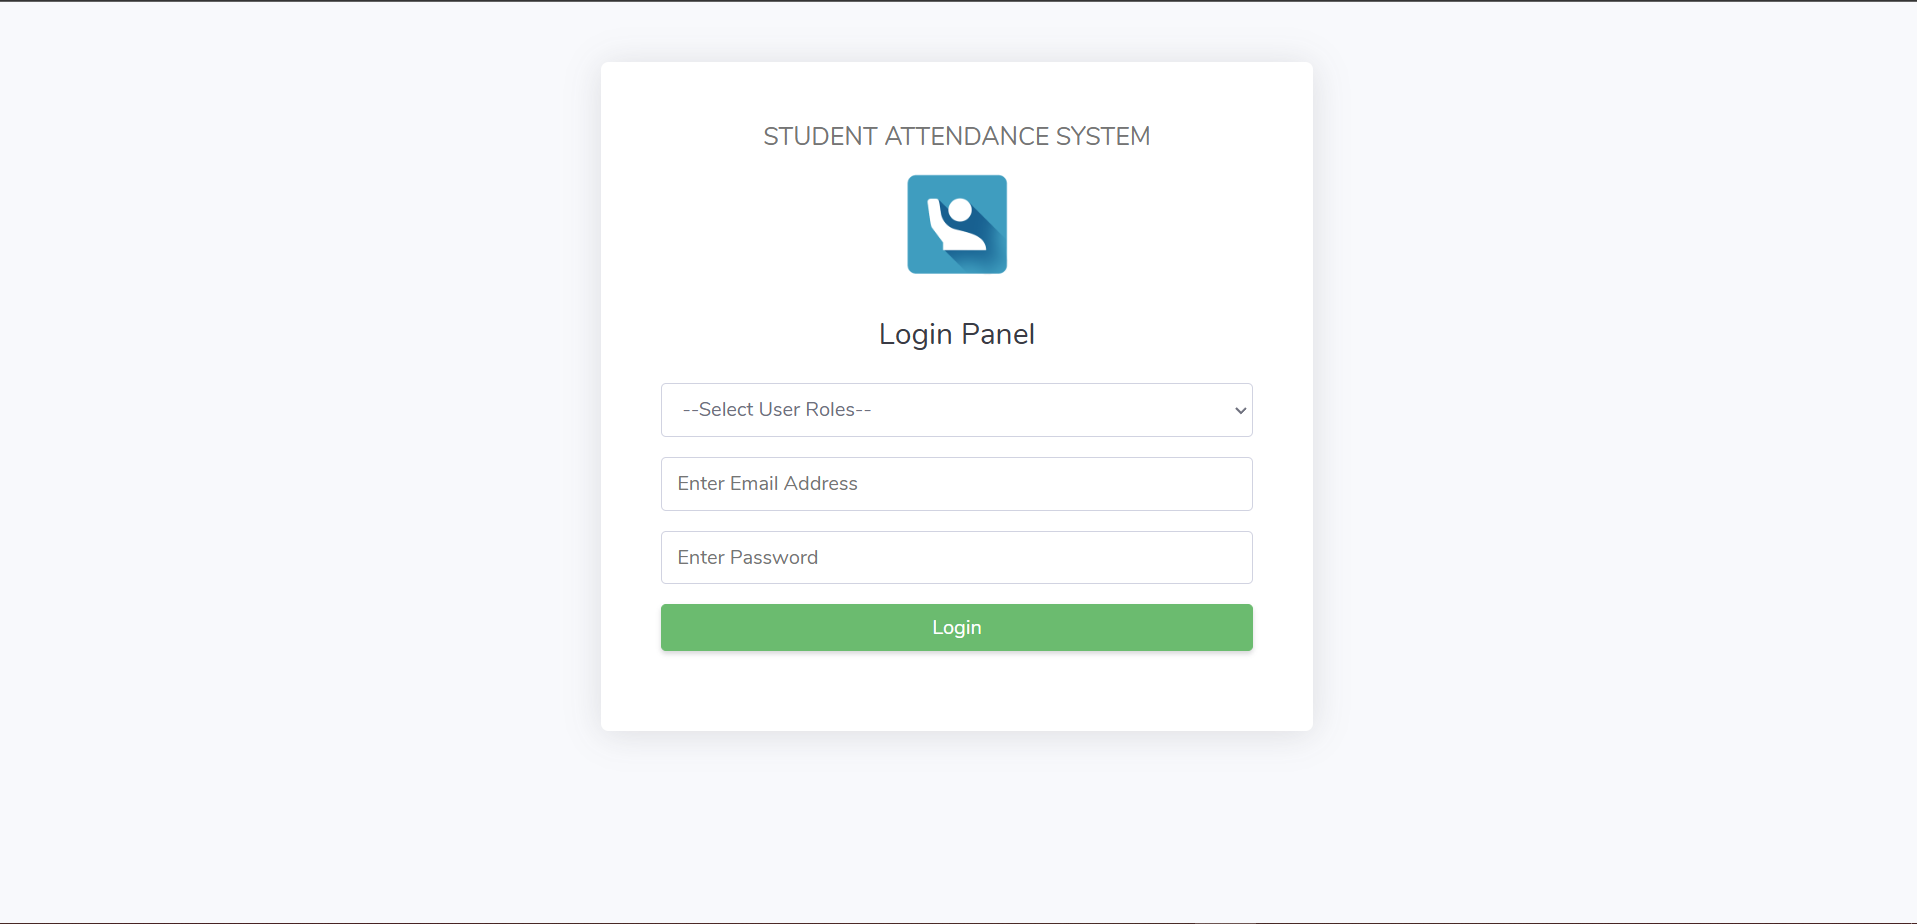 STUDENT ATTENDANCE SYSTEM
Login Panel
--Select User Roles--
Enter Email Address
Enter Password
Login